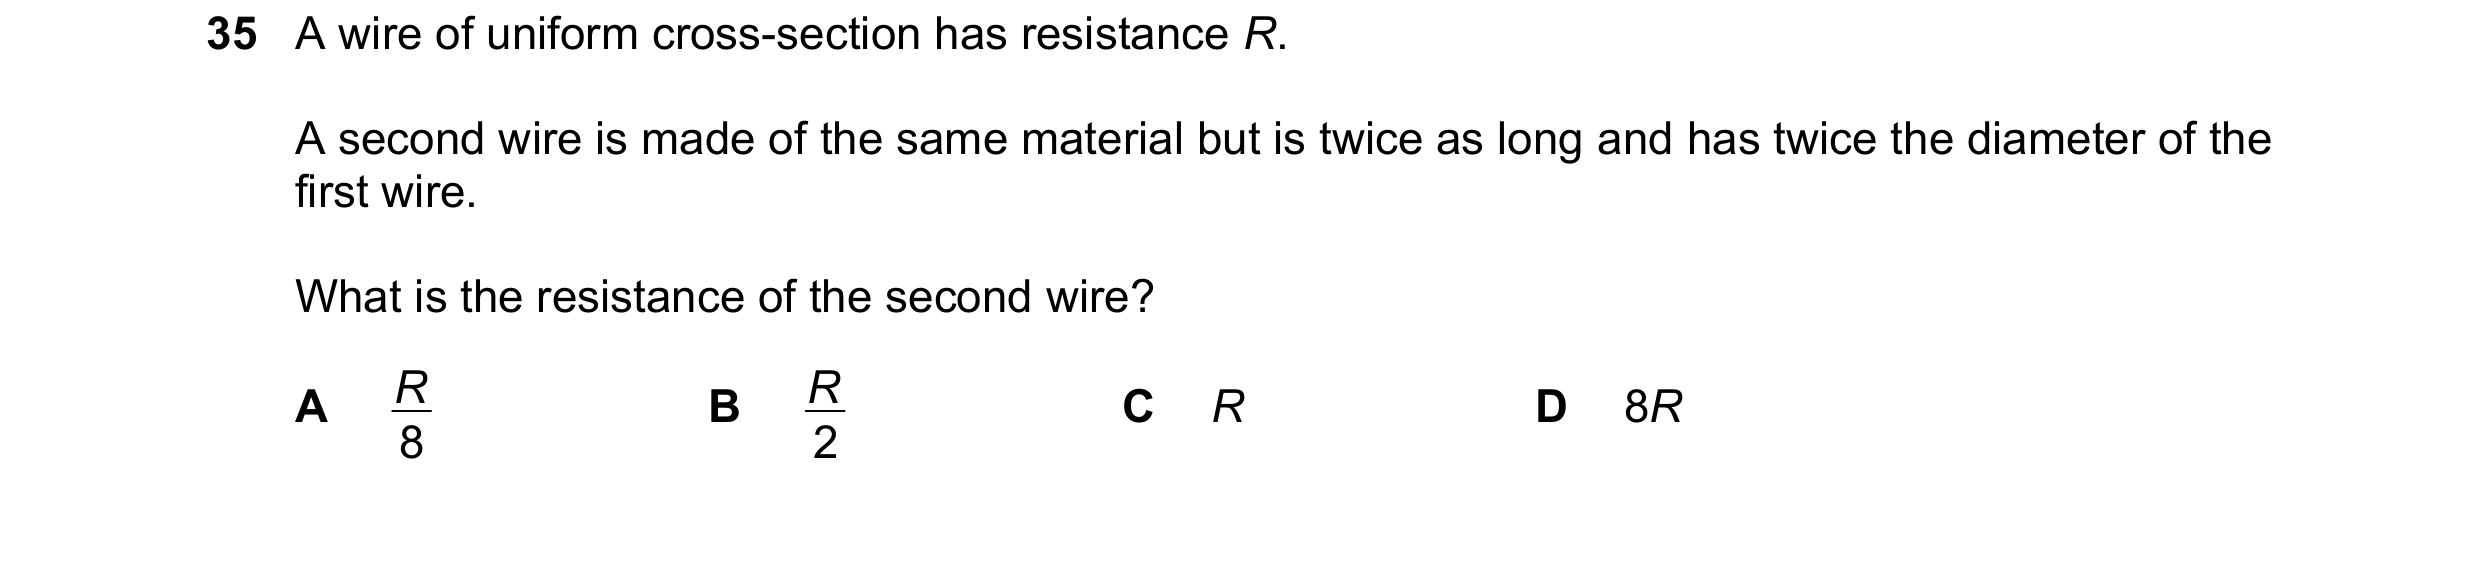 35 A wire of uniform cross-section has resistance R.
A second wire is made of the same material but is twice as long and has twice the diameter of the
first wire.
What is the resistance of the second wire?
A R/8 B R/2 C R D 8R